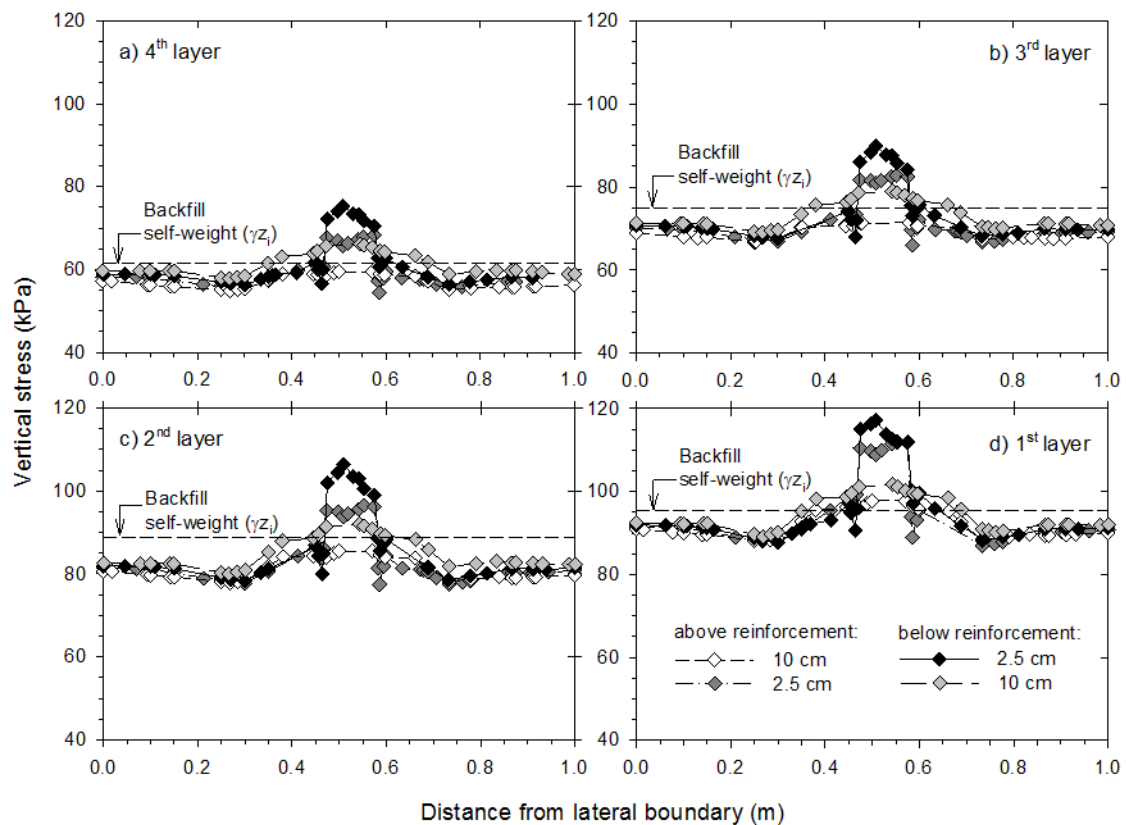 Vertical stress (kPa)
120
100
80
60
40
a) 4th layer
Backfill
self-weight (γzi)
0.0 0.2 0.4 0.6 0.8 1.0
120
100
80
60
40
b) 3rd layer
Backfill
self-weight (γzi)
0.0 0.2 0.4 0.6 0.8 1.0
120
100
80
60
40
c) 2nd layer
Backfill
self-weight (γzi)
0.0 0.2 0.4 0.6 0.8 1.0
120
100
80
60
40
d) 1st layer
Backfill
self-weight (γzi)
above reinforcement:
10 cm
2.5 cm
below reinforcement:
2.5 cm
10 cm
0.0 0.2 0.4 0.6 0.8 1.0
Distance from lateral boundary (m)